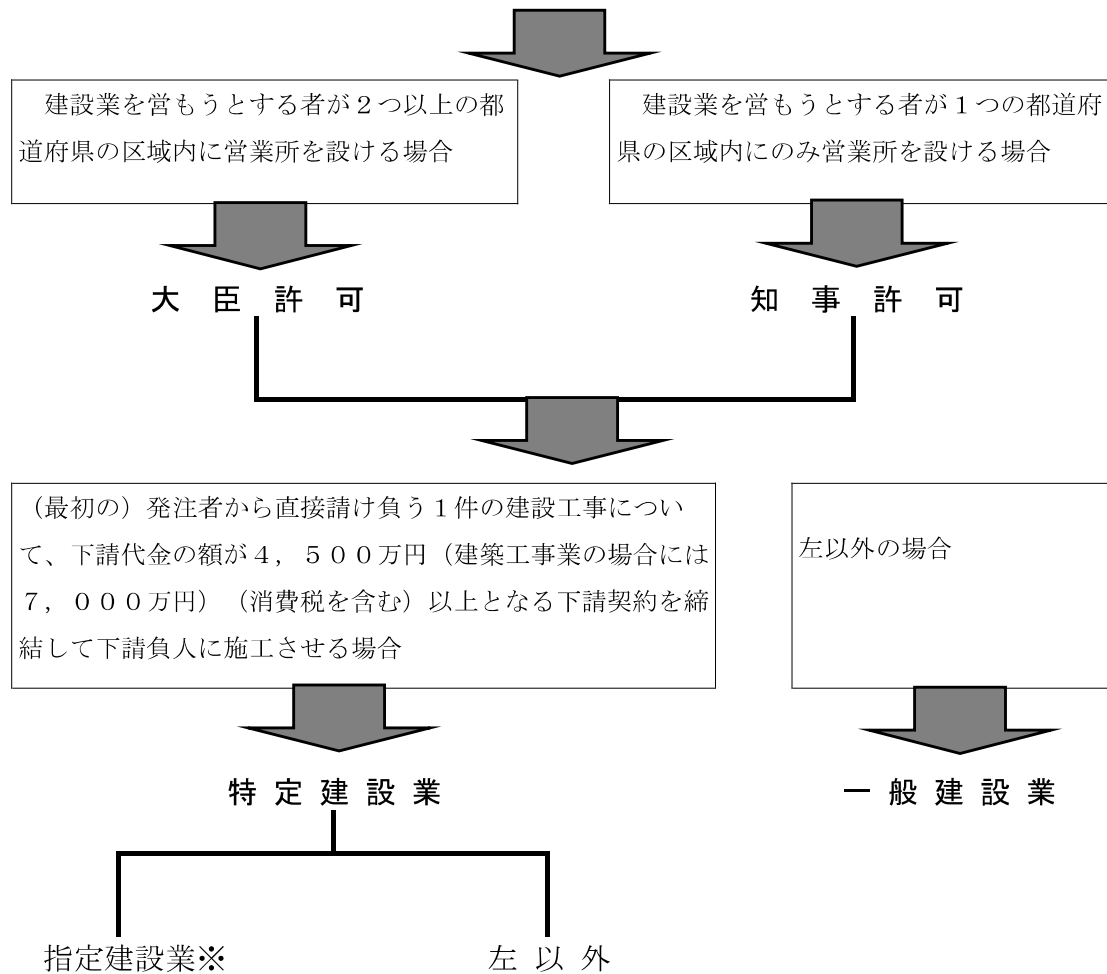 建設業を営もうとする者が２つ以上の都
道府県の区域内に営業所を設ける場合
　建設業を営もうとする者が１つの都道府
県の区域内にのみ営業所を設ける場合
大　臣　許　可
知　事　許　可
（最初の）発注者から直接請け負う１件の建設工事につい
て、下請代金の額が４，５００万円（建築工事業の場合には
７，０００万円）（消費税を含む）以上となる下請契約を締
結して下請負人に施工させる場合
左以外の場合
特 定 建 設 業
一 般 建 設 業
指定建設業※
左 以 外